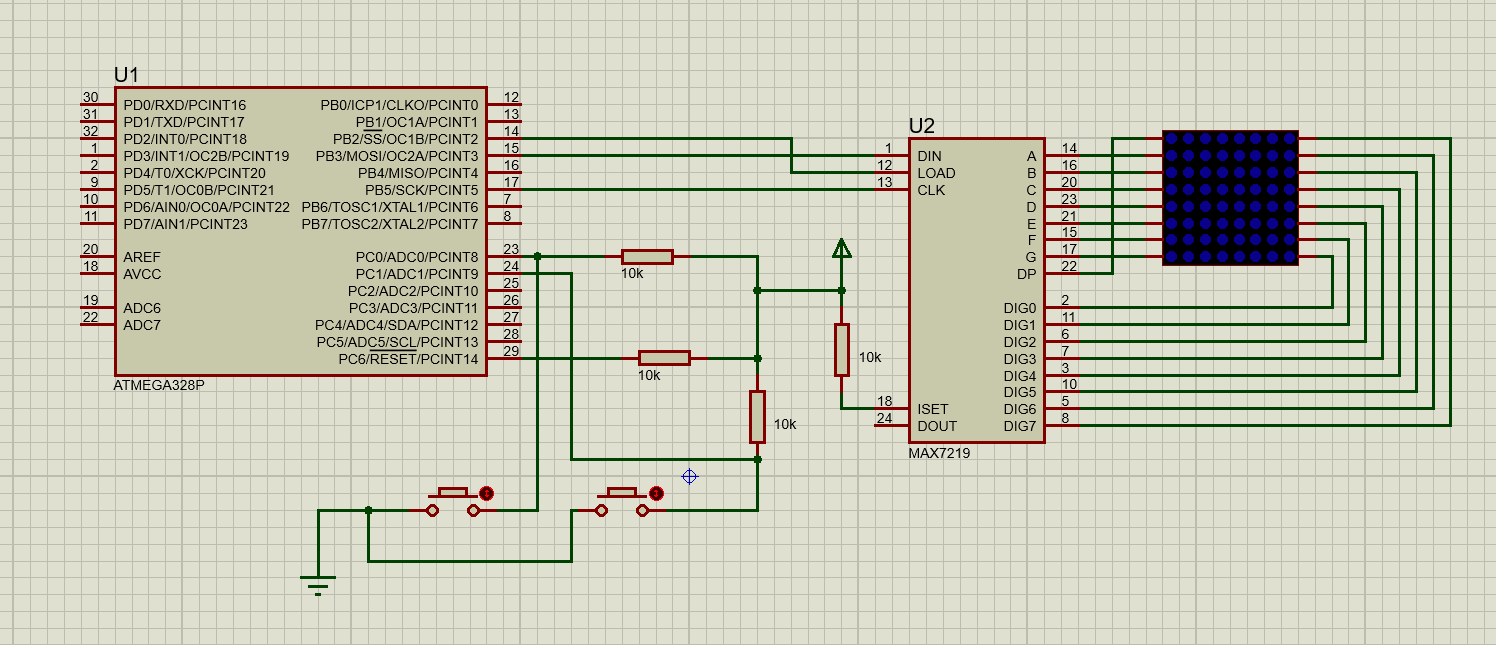 U1
30 PD0/RXD/PCINT16 PB0/ICP1/CLKO/PCINT0 12
31 PD1/TXD/PCINT17 PB1/OC1A/PCINT1 13
32 PD2/INT0/PCINT18 PB2/SS/OC1B/PCINT2 14
1 PD3/INT1/OC2B/PCINT19 PB3/MOSI/OC2A/PCINT3 15
2 PD4/T0/XCK/PCINT20 PB4/MISO/PCINT4 16
9 PD5/T1/OC0B/PCINT21 PB5/SCK/PCINT5 17
10 PD6/AIN0/OC0A/PCINT22 PB6/TOSC1/XTAL1/PCINT6 7
11 PD7/AIN1/PCINT23 PB7/TOSC2/XTAL2/PCINT7 8
20 AREF PC0/ADC0/PCINT8 23
18 AVCC PC1/ADC1/PCINT9 24
PC2/ADC2/PCINT10 25
19 ADC6 PC3/ADC3/PCINT11 26
22 ADC7 PC4/ADC4/SDA/PCINT12 27
PC5/ADC5/SCL/PCINT13 28
PC6/RESET/PCINT14 29
ATMEGA328P
10k
10k
10k
10k
U2
1 DIN A 14
12 LOAD B 16
13 CLK C 20
D 23
E 21
F 15
G 17
DP 22
DIG0 2
DIG1 11
DIG2 6
DIG3 7
DIG4 3
DIG5 10
18 ISET DIG6 5
24 DOUT DIG7 8
MAX7219